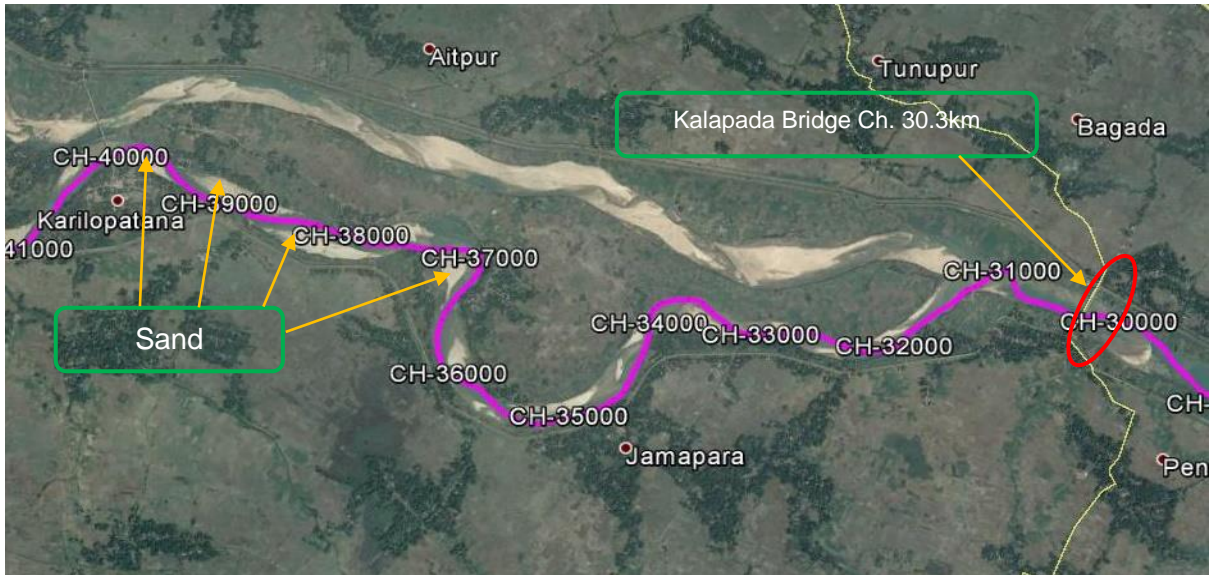 Aitpur
Tunupur
Kalapada Bridge Ch. 30.3km
Bagada
CH-40000
Karilopatana
CH-39000
41000
CH-38000
CH-37000
CH-31000
Sand
CH-34000
CH-33000
CH-30000
CH-32000
CH-36000
CH-
CH-35000
Jamapara
Pen